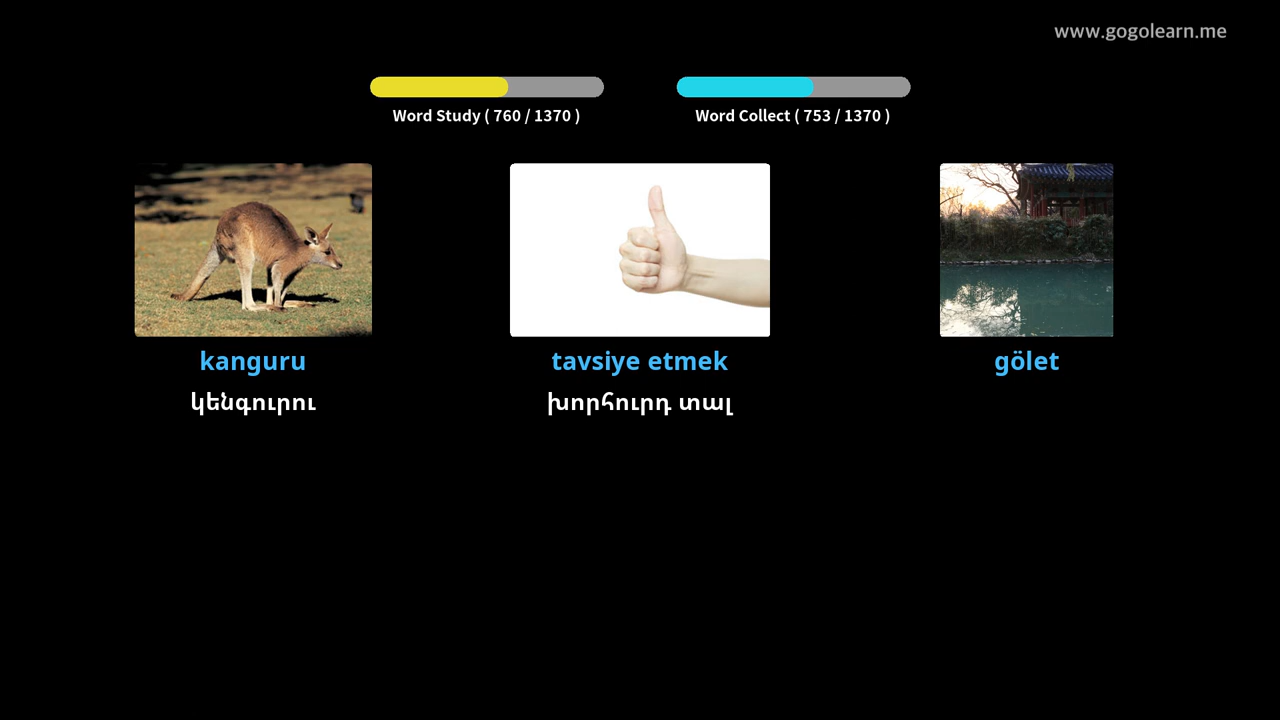 www.gogolearn.me
Word Study ( 760 / 1370 )
Word Collect ( 753 / 1370 )
kanguru
tavsiye etmek
gölet
կենգուրու
խորհուրդ տալ